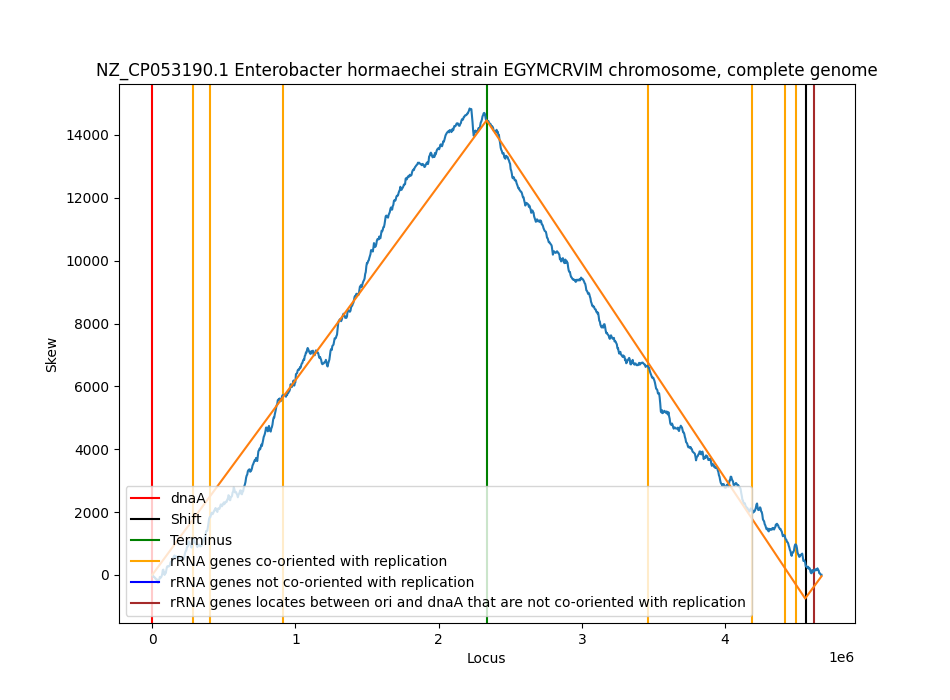 NZ_CP053190.1 Enterobacter hormaechei strain EGYMCRVIM chromosome, complete genome
Skew
14000
12000
10000
8000
6000
4000
2000
0
dnaA
Shift
Terminus
rRNA genes co-oriented with replication
rRNA genes not co-oriented with replication
rRNA genes locates between ori and dnaA that are not co-oriented with replication
0 1 2 3 4
Locus
1e6